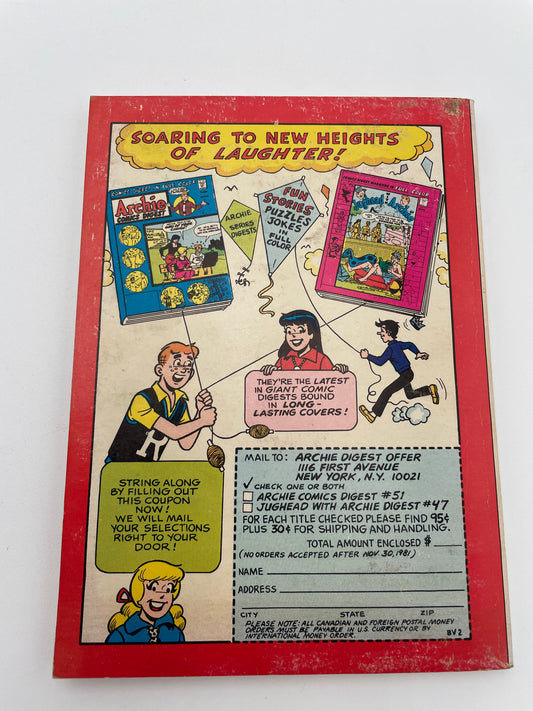 SOARING TO NEW HEIGHTS
OF LAUGHTER!
COMICS DIGEST IN FULL COLOR
Archie
COMICS DIGEST
ARCHIE
SERIES
DIGESTS
FUN
STORIES
PUZZLES
JOKES
IN
FULL
COLOR
THEY'RE THE LATEST
IN GIANT COMIC
DIGESTS BOUND
IN LONG-
LASTING COVERS!
R
STRING ALONG
BY FILLING OUT
THIS COUPON
NOW!
WE WILL MAIL
YOUR SELECTIONS
RIGHT TO YOUR
DOOR!
MAIL TO: ARCHIE DIGEST OFFER
1116 FIRST AVENUE
NEW YORK, N.Y. 10021
✓ CHECK ONE OR BOTH
ARCHIE COMICS DIGEST #51
JUGHEAD WITH ARCHIE DIGEST #47
FOR EACH TITLE CHECKED PLEASE FIND 95¢
PLUS 30¢ FOR SHIPPING AND HANDLING.
TOTAL AMOUNT ENCLOSED $
(NO ORDERS ACCEPTED AFTER NOV. 30, 1981)
NAME
ADDRESS
CITY STATE ZIP
PLEASE NOTE: ALL CANADIAN AND FOREIGN POSTAL MONEY
ORDERS MUST BE PAYABLE IN U.S. CURRENCY OR BY
INTERNATIONAL MONEY ORDER.
BV2